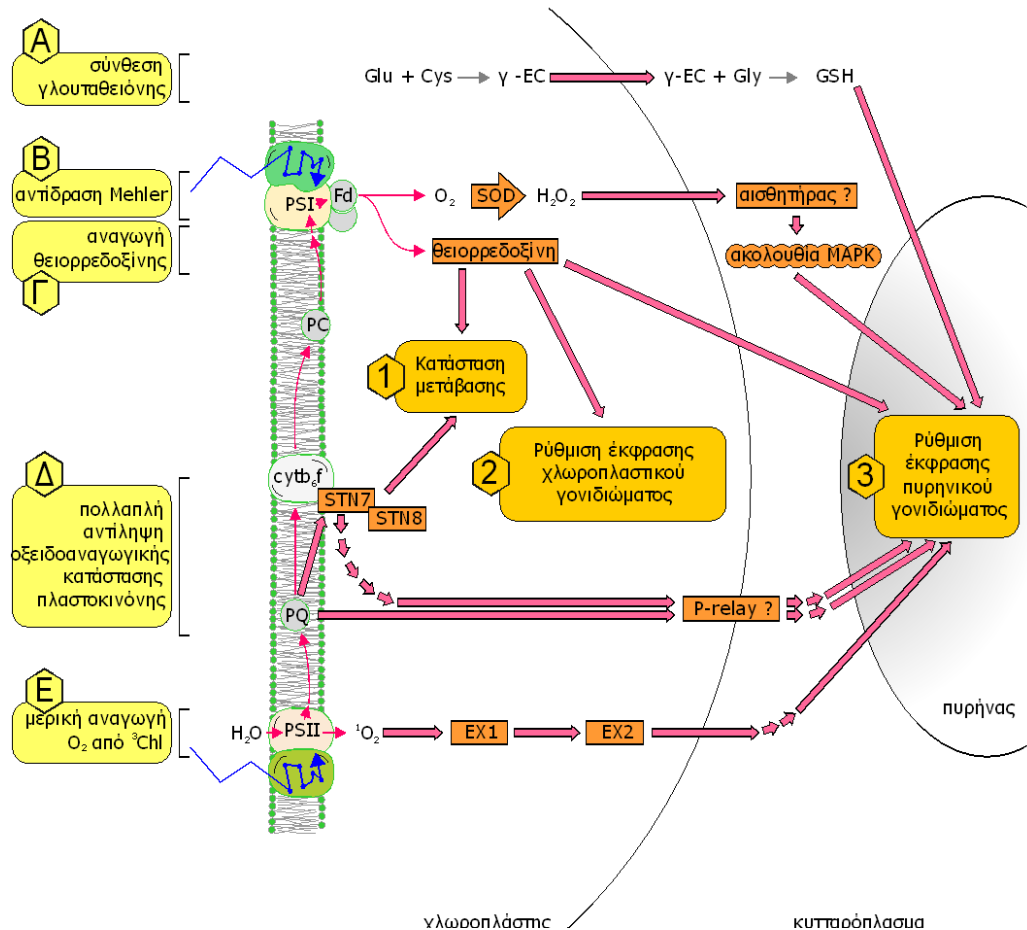 Α
σύνθεση
γλουταθειόνης
Glu + Cys → γ -EC → γ-EC + Gly → GSH
Β
αντίδραση Mehler
αναγωγή
θειορρεδοξίνης
Γ
PSI
Fd
O₂
SOD
H₂O₂
αισθητήρας ?
ακολουθία MAPK
θειορρεδοξίνη
PC
1
Κατάσταση
μετάβασης
2
Ρύθμιση έκφρασης
χλωροπλαστικού
γονιδιώματος
3
Ρύθμιση
έκφρασης
πυρηνικού
γονιδιώματος
Δ
πολλαπλή
αντίληψη
οξειδοαναγωγικής
κατάστασης
πλαστοκινόνης
cytb₆f
STN7
STN8
PQ
P-relay ?
Ε
μερική αναγωγή
O₂ από ³Chl
H₂O
PSII
¹O₂
EX1
EX2
πυρήνας
χλωροπλάστης
κυτταρόπλασμα